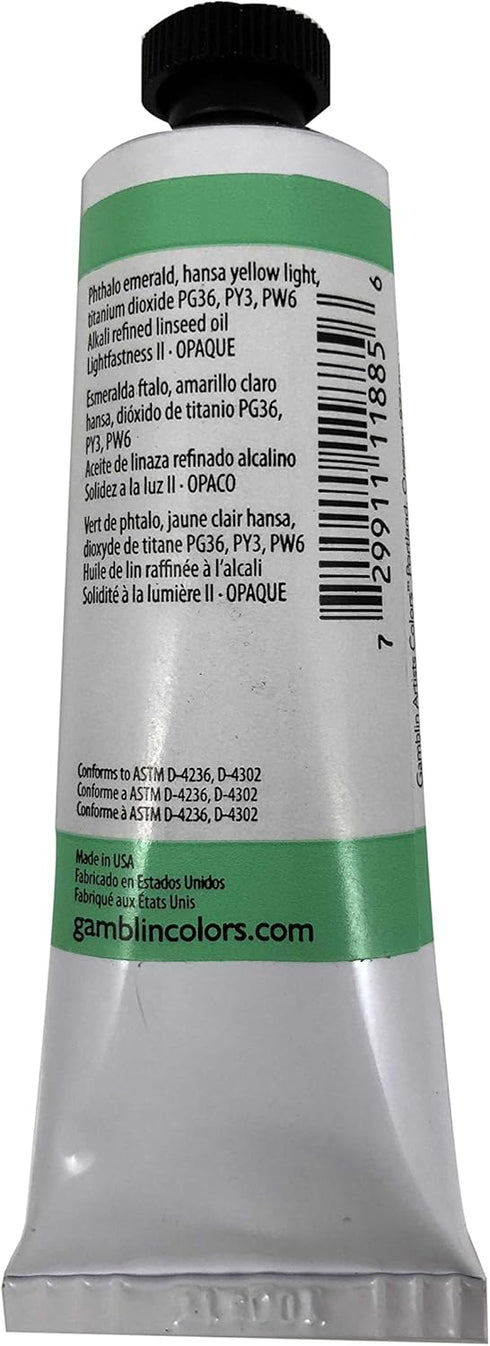 Phthalo emerald, hansa yellow light,
titanium dioxide PG36, PY3, PW6
Alkali refined linseed oil
Lightfastness II · OPAQUE
Esmeralda ftalo, amarillo claro
hansa, dióxido de titanio PG36,
PY3, PW6
Aceite de linaza refinado alcalino
Solidez a la luz II · OPACO
Vert de phtalo, jaune clair hansa,
dioxyde de titane PG36, PY3, PW6
Huile de lin raffinée à l'alcali
Solidité à la lumière II · OPAQUE
7 29911 11885 6
Gamblin Artists Colors™ Portland,
Conforms to ASTM D-4236, D-4302
Conforme a ASTM D-4236, D-4302
Conforme à ASTM D-4236, D-4302
Made in USA
Fabricado en Estados Unidos
Fabriqué aux États Unis
gamblincolors.com